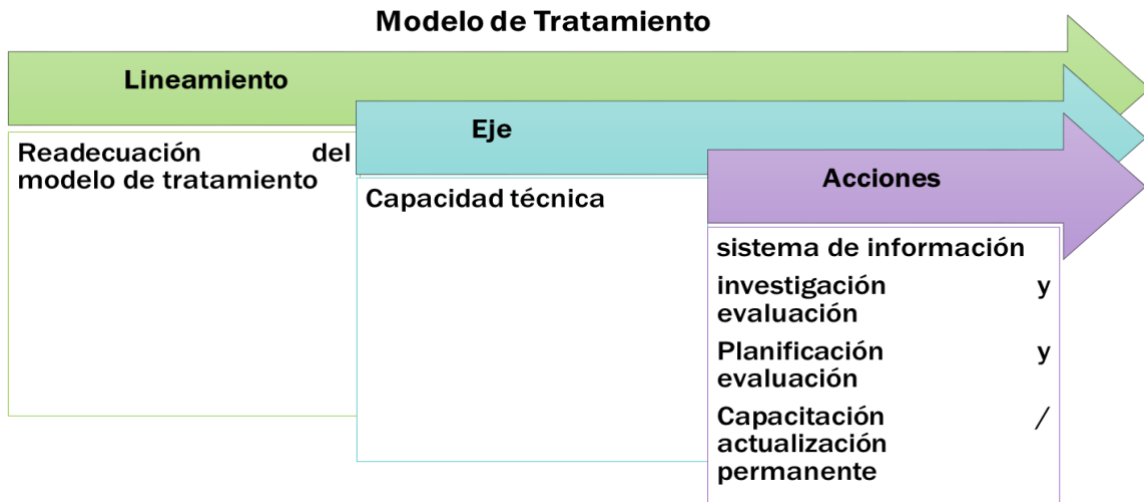 Modelo de Tratamiento
Lineamiento
Readecuación del
modelo de tratamiento
Eje
Capacidad técnica
Acciones
sistema de información
investigación y
evaluación
Planificación y
evaluación
Capacitación /
actualización
permanente